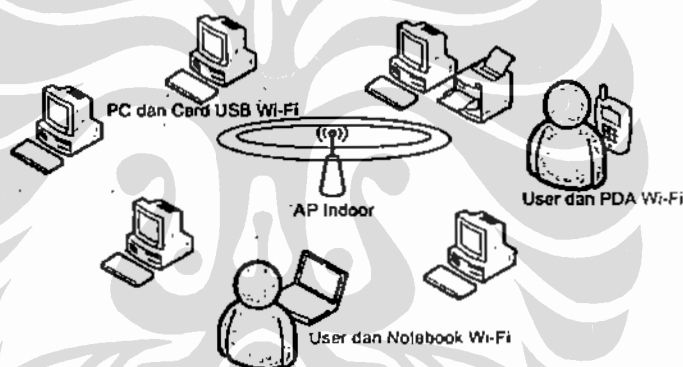 PC dan Card USB Wi-Fi
AP Indoor
User dan PDA Wi-Fi
User dan Notebook Wi-Fi